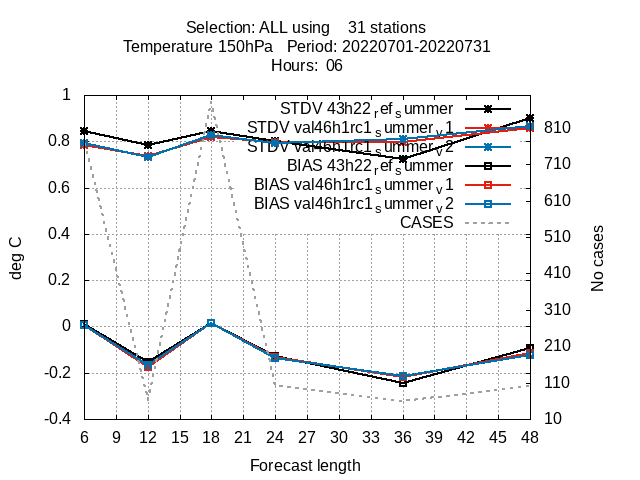 Selection: ALL using    31 stations
Temperature 150hPa   Period: 20220701-20220731
Hours:  06
STDV 43h22_ref_summer
STDV val46h1rc1_summer_v1
STDV val46h1rc1_summer_v2
BIAS 43h22_ref_summer
BIAS val46h1rc1_summer_v1
BIAS val46h1rc1_summer_v2
CASES
1
0.8
0.6
0.4
0.2
0
-0.2
-0.4
deg C
810
710
610
510
410
310
210
110
10
No cases
6 9 12 15 18 21 24 27 30 33 36 39 42 45 48
Forecast length